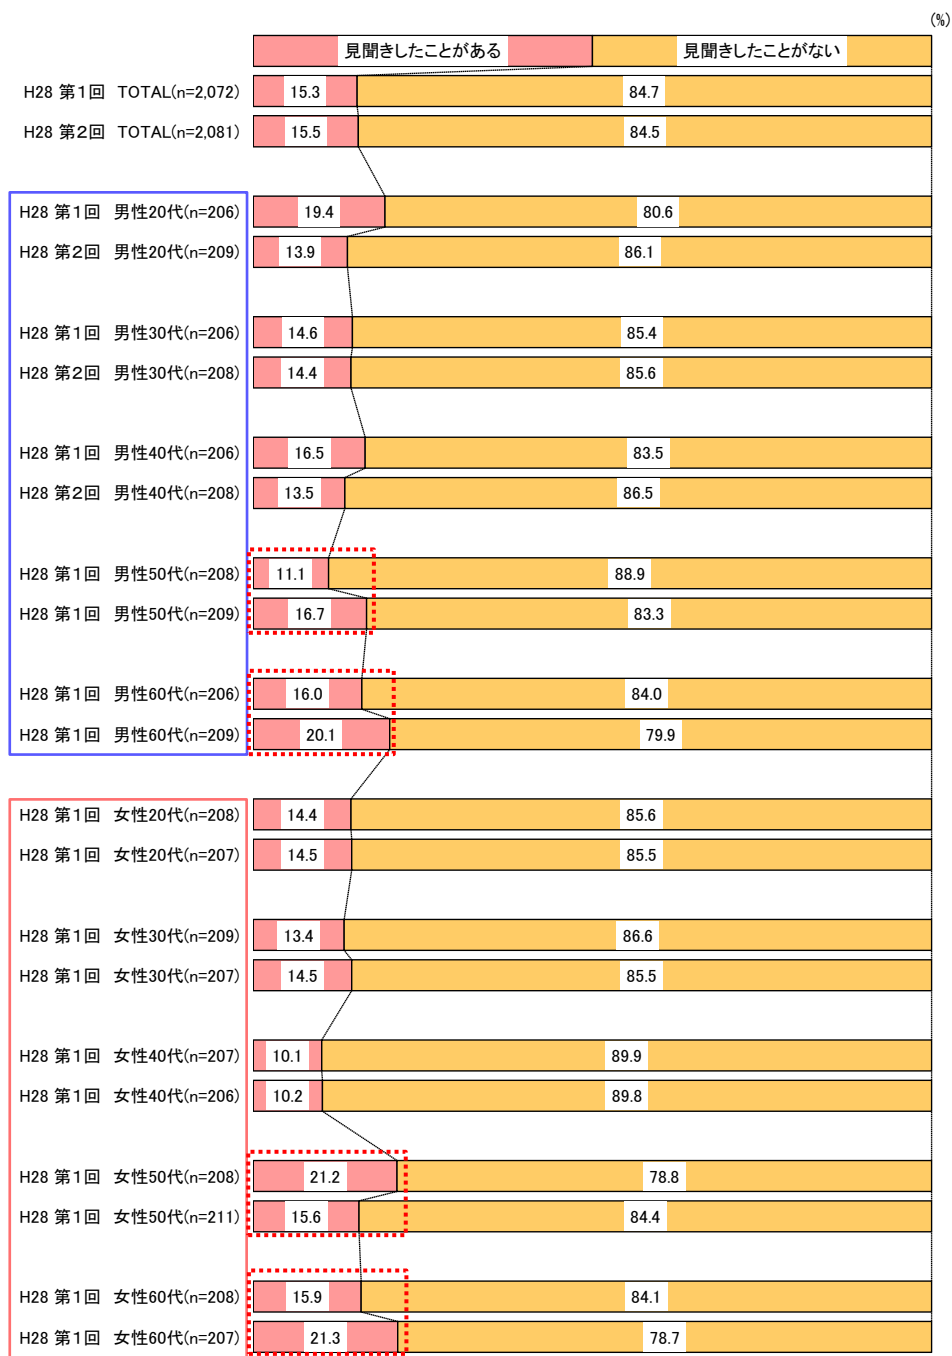 (%)
見聞きしたことがある 見聞きしたことがない
H28 第1回 TOTAL(n=2,072) 15.3 84.7
H28 第2回 TOTAL(n=2,081) 15.5 84.5
H28 第1回 男性20代(n=206) 19.4 80.6
H28 第2回 男性20代(n=209) 13.9 86.1
H28 第1回 男性30代(n=206) 14.6 85.4
H28 第2回 男性30代(n=208) 14.4 85.6
H28 第1回 男性40代(n=206) 16.5 83.5
H28 第2回 男性40代(n=208) 13.5 86.5
H28 第1回 男性50代(n=208) 11.1 88.9
H28 第1回 男性50代(n=209) 16.7 83.3
H28 第1回 男性60代(n=206) 16.0 84.0
H28 第1回 男性60代(n=209) 20.1 79.9
H28 第1回 女性20代(n=208) 14.4 85.6
H28 第1回 女性20代(n=207) 14.5 85.5
H28 第1回 女性30代(n=209) 13.4 86.6
H28 第1回 女性30代(n=207) 14.5 85.5
H28 第1回 女性40代(n=207) 10.1 89.9
H28 第1回 女性40代(n=206) 10.2 89.8
H28 第1回 女性50代(n=208) 21.2 78.8
H28 第1回 女性50代(n=211) 15.6 84.4
H28 第1回 女性60代(n=208) 15.9 84.1
H28 第1回 女性60代(n=207) 21.3 78.7